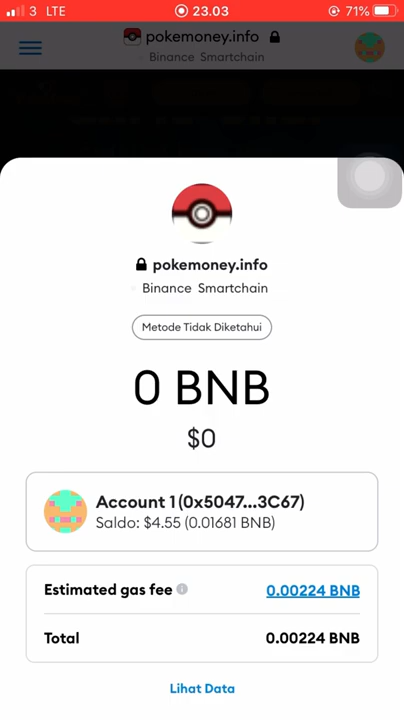 3 LTE 23.03 71%
pokemoney.info
Binance Smartchain
pokemoney.info
Binance Smartchain
Metode Tidak Diketahui
0 BNB
$0
Account 1 (0x5047...3C67)
Saldo: $4.55 (0.01681 BNB)
Estimated gas fee 0.00224 BNB
Total 0.00224 BNB
Lihat Data